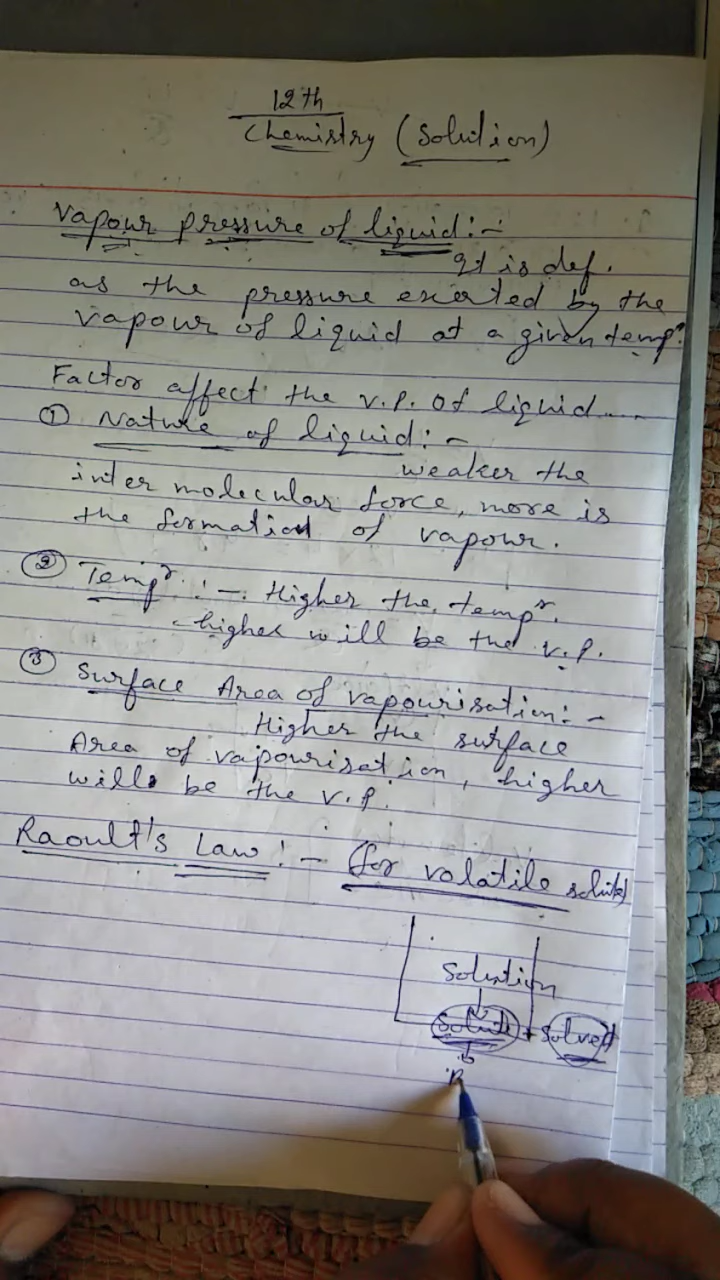 12th
Chemistry (Solution)
Vapour pressure of liquid:-
It is def.
as the pressure exerted by the
vapour of liquid at a given tempr.
Factor affect the v.p. of liquid....
① Nature of liquid:-
weaker the
inter molecular force, more is
the formation of vapour.
② Tempr. :- Higher the tempr.
higher will be the v.p.
③ Surface Area of vapourisation:-
Higher the surface
Area of vapourisation, higher
will be the v.p.
Raoult's Law:- (for volatile solute)
Solution
Solute + Solvent